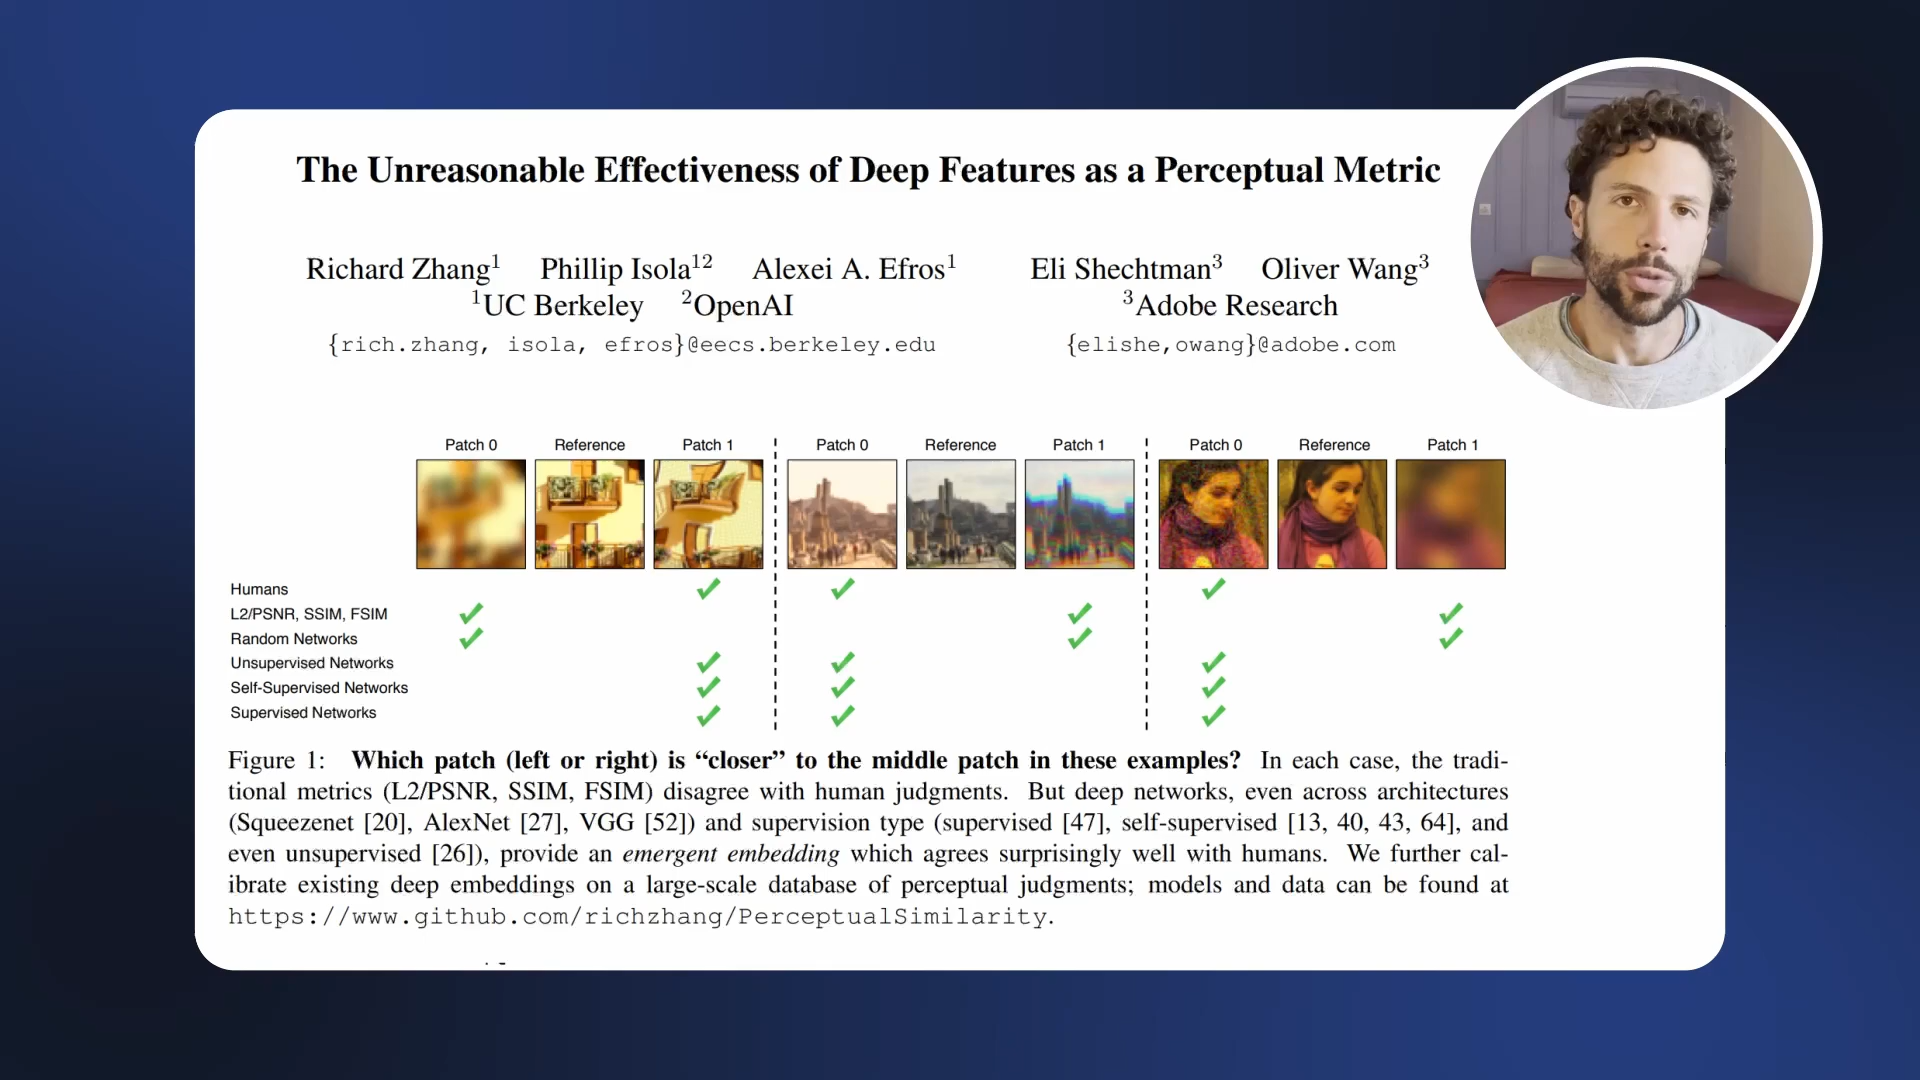 The Unreasonable Effectiveness of Deep Features as a Perceptual Metric
Richard Zhang1 Phillip Isola12 Alexei A. Efros1 Eli Shechtman3 Oliver Wang3
1UC Berkeley 2OpenAI 3Adobe Research
{rich.zhang, isola, efros}@eecs.berkeley.edu {elishe,owang}@adobe.com
Patch 0 Reference Patch 1 Patch 0 Reference Patch 1 Patch 0 Reference Patch 1
Humans
L2/PSNR, SSIM, FSIM
Random Networks
Unsupervised Networks
Self-Supervised Networks
Supervised Networks
Figure 1: Which patch (left or right) is “closer” to the middle patch in these examples? In each case, the tradi-
tional metrics (L2/PSNR, SSIM, FSIM) disagree with human judgments. But deep networks, even across architectures
(Squeezenet [20], AlexNet [27], VGG [52]) and supervision type (supervised [47], self-supervised [13, 40, 43, 64], and
even unsupervised [26]), provide an emergent embedding which agrees surprisingly well with humans. We further cal-
ibrate existing deep embeddings on a large-scale database of perceptual judgments; models and data can be found at
https://www.github.com/richzhang/PerceptualSimilarity.